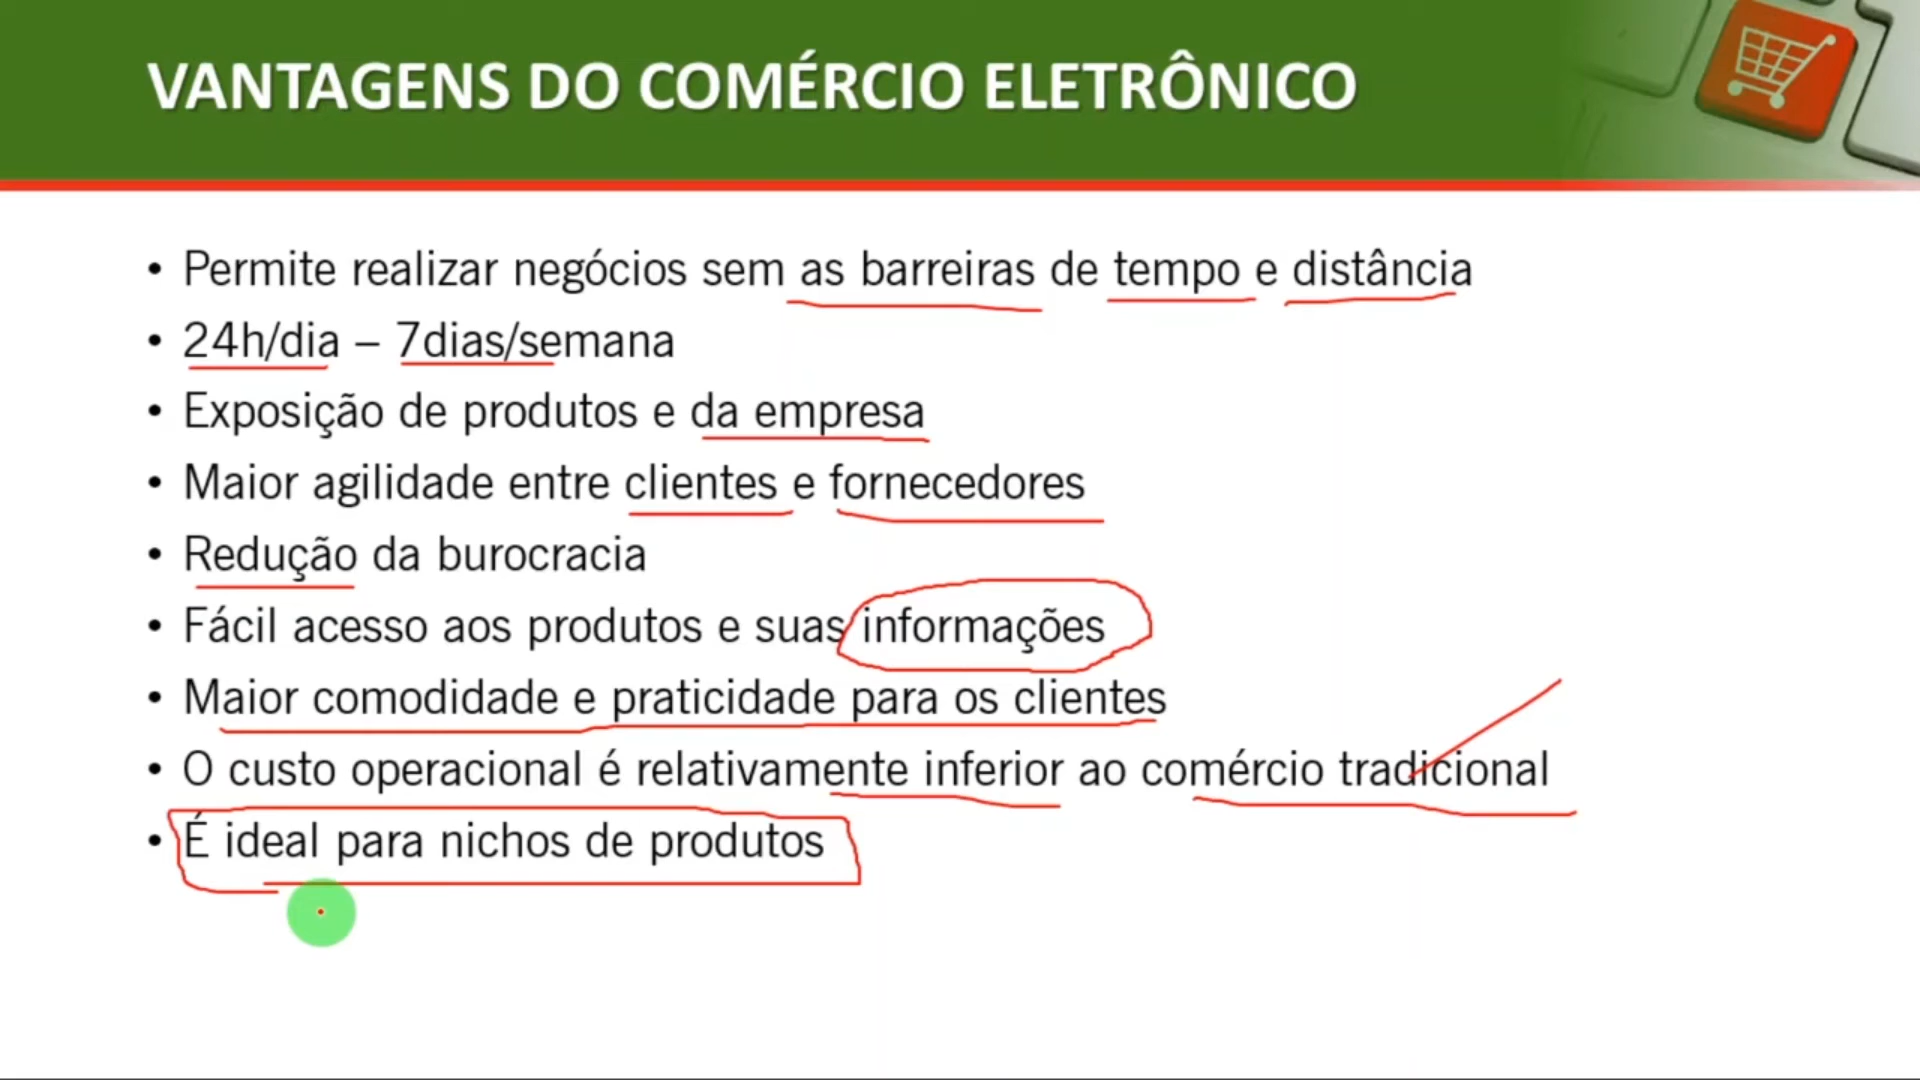 VANTAGENS DO COMÉRCIO ELETRÔNICO
• Permite realizar negócios sem as barreiras de tempo e distância
• 24h/dia – 7dias/semana
• Exposição de produtos e da empresa
• Maior agilidade entre clientes e fornecedores
• Redução da burocracia
• Fácil acesso aos produtos e suas informações
• Maior comodidade e praticidade para os clientes
• O custo operacional é relativamente inferior ao comércio tradicional
• É ideal para nichos de produtos